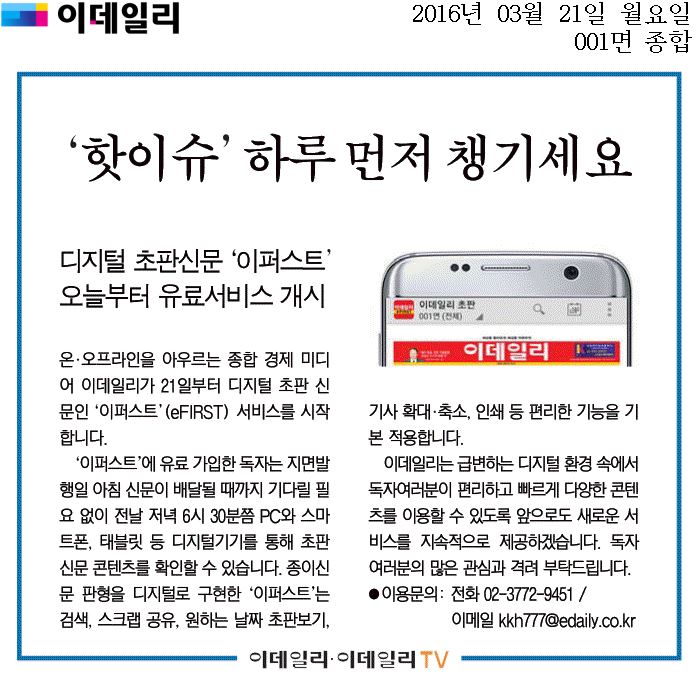 이데일리
2016년 03월 21일 월요일
001면 종합
‘핫이슈’ 하루 먼저 챙기세요
디지털 초판신문 ‘이퍼스트’
오늘부터 유료서비스 개시
온·오프라인을 아우르는 종합 경제 미디
어 이데일리가 21일부터 디지털 초판 신
문인 ‘이퍼스트’(eFIRST) 서비스를 시작
합니다.
‘이퍼스트’에 유료 가입한 독자는 지면발
행일 아침 신문이 배달될 때까지 기다릴 필
요 없이 전날 저녁 6시 30분쯤 PC와 스마
트폰, 태블릿 등 디지털기기를 통해 초판
신문 콘텐츠를 확인할 수 있습니다. 종이신
문 판형을 디지털로 구현한 ‘이퍼스트’는
검색, 스크랩 공유, 원하는 날짜 초판보기,
이데일리 초판
001면 (전체)
이데일리
기사 확대·축소, 인쇄 등 편리한 기능을 기
본 적용합니다.
이데일리는 급변하는 디지털 환경 속에서
독자여러분이 편리하고 빠르게 다양한 콘텐
츠를 이용할 수 있도록 앞으로도 새로운 서
비스를 지속적으로 제공하겠습니다. 독자
여러분의 많은 관심과 격려 부탁드립니다.
●이용문의: 전화 02-3772-9451 /
이메일 kkh777@edaily.co.kr
이데일리·이데일리TV